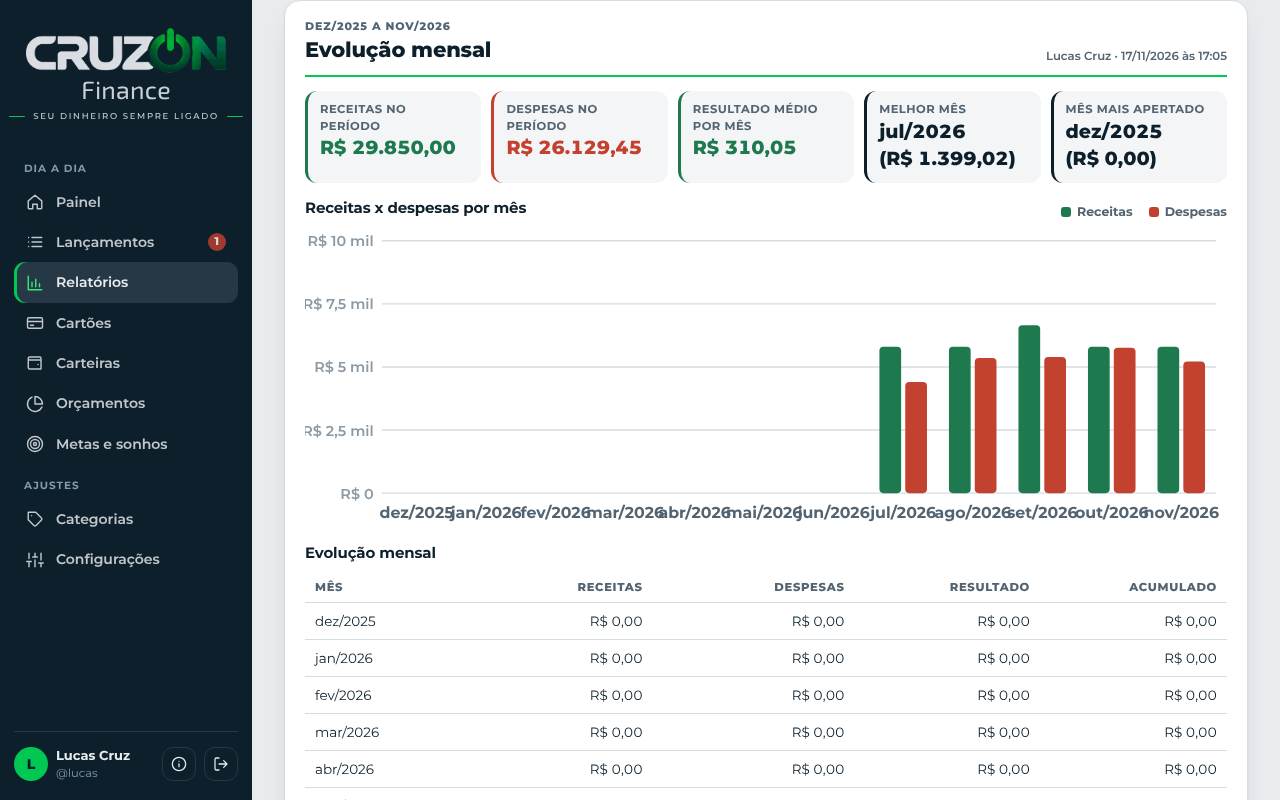 CRUZON
Finance
SEU DINHEIRO SEMPRE LIGADO
DIA A DIA
Painel
Lançamentos 1
Relatórios
Cartões
Carteiras
Orçamentos
Metas e sonhos
AJUSTES
Categorias
Configurações
L
Lucas Cruz
@lucas
DEZ/2025 A NOV/2026
Evolução mensal
Lucas Cruz · 17/11/2026 às 17:05
RECEITAS NO
PERÍODO
R$ 29.850,00
DESPESAS NO
PERÍODO
R$ 26.129,45
RESULTADO MÉDIO
POR MÊS
R$ 310,05
MELHOR MÊS
jul/2026
(R$ 1.399,02)
MÊS MAIS APERTADO
dez/2025
(R$ 0,00)
Receitas x despesas por mês
Receitas Despesas
R$ 10 mil
R$ 7,5 mil
R$ 5 mil
R$ 2,5 mil
R$ 0
dez/2025 jan/2026 fev/2026 mar/2026 abr/2026 mai/2026 jun/2026 jul/2026 ago/2026 set/2026 out/2026 nov/2026
Evolução mensal
MÊS RECEITAS DESPESAS RESULTADO ACUMULADO
dez/2025 R$ 0,00 R$ 0,00 R$ 0,00 R$ 0,00
jan/2026 R$ 0,00 R$ 0,00 R$ 0,00 R$ 0,00
fev/2026 R$ 0,00 R$ 0,00 R$ 0,00 R$ 0,00
mar/2026 R$ 0,00 R$ 0,00 R$ 0,00 R$ 0,00
abr/2026 R$ 0,00 R$ 0,00 R$ 0,00 R$ 0,00